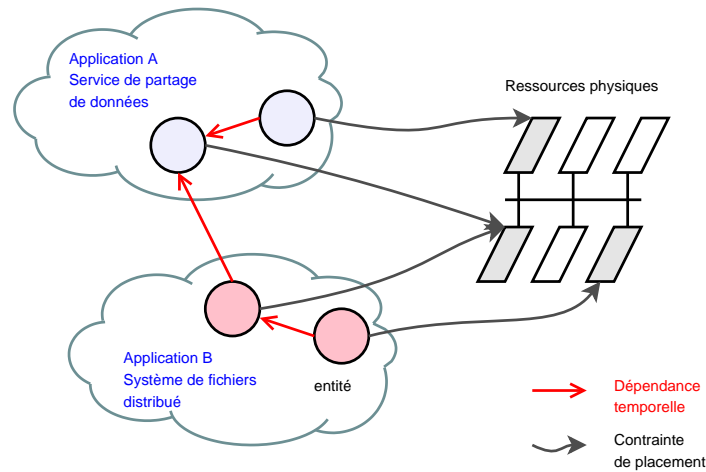 Application A
Service de partage
de données
Ressources physiques
Application B
Système de fichiers
distribué
entité
Dépendance
temporelle
Contrainte
de placement